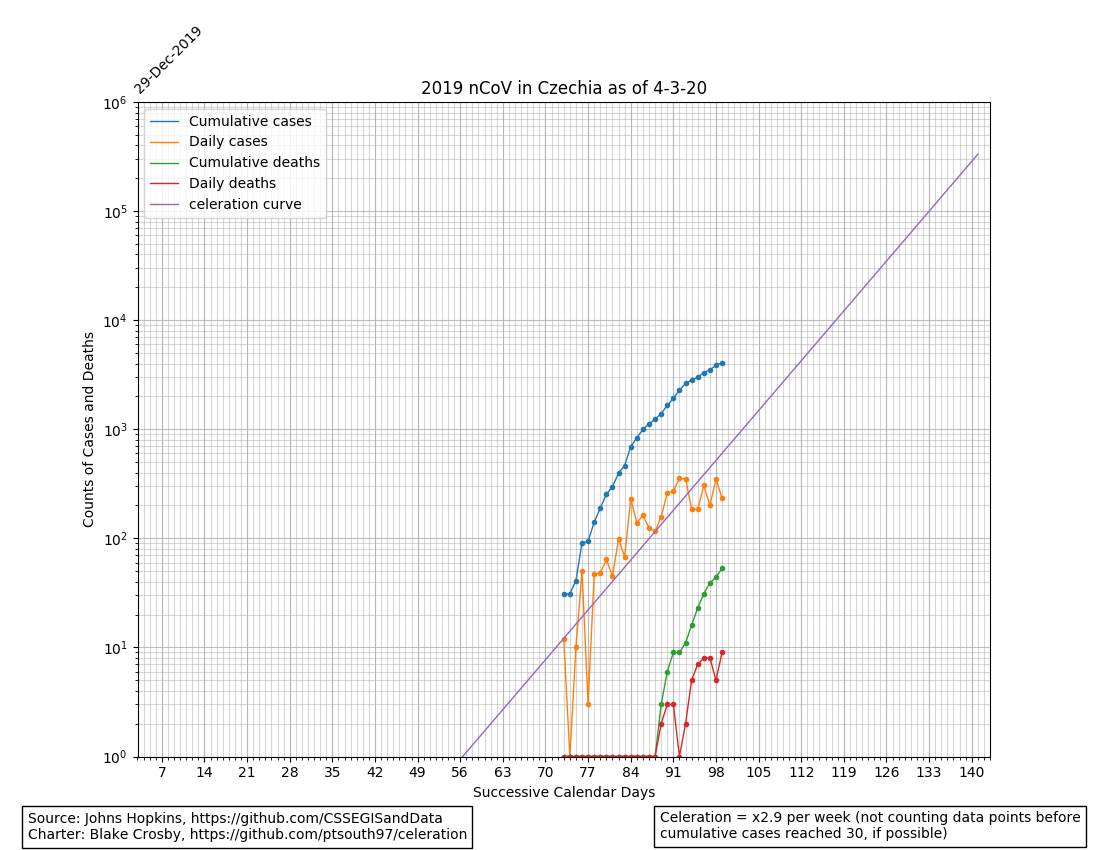 29-Dec-2019
2019 nCoV in Czechia as of 4-3-20
Cumulative cases
Daily cases
Cumulative deaths
Daily deaths
celeration curve
Counts of Cases and Deaths
10^6
10^5
10^4
10^3
10^2
10^1
10^0
7 14 21 28 35 42 49 56 63 70 77 84 91 98 105 112 119 126 133 140
Successive Calendar Days
Source: Johns Hopkins, https://github.com/CSSEGISandData
Charter: Blake Crosby, https://github.com/ptsouth97/celeration
Celeration = x2.9 per week (not counting data points before
cumulative cases reached 30, if possible)